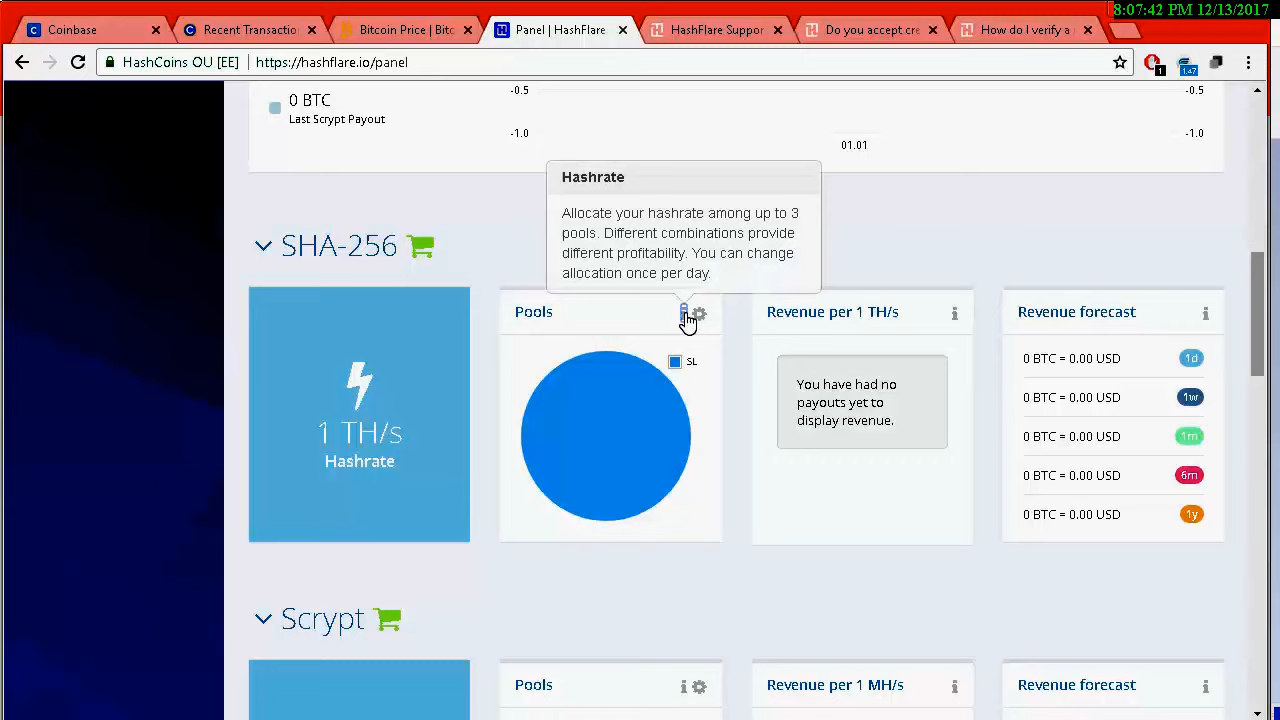 8:07:42 PM 12/13/2017
Coinbase
Recent Transactio
Bitcoin Price | Bitc
Panel | HashFlare
HashFlare Suppor
Do you accept cre
How do I verify a
HashCoins OU [EE]
https://hashflare.io/panel
1
1.47
0 BTC
Last Scrypt Payout
-0.5
-0.5
-1.0
-1.0
01.01
Hashrate
Allocate your hashrate among up to 3
pools. Different combinations provide
different profitability. You can change
allocation once per day.
SHA-256
1 TH/s
Hashrate
Pools
SL
Revenue per 1 TH/s
You have had no
payouts yet to
display revenue.
Revenue forecast
0 BTC = 0.00 USD 1d
0 BTC = 0.00 USD 1w
0 BTC = 0.00 USD 1m
0 BTC = 0.00 USD 6m
0 BTC = 0.00 USD 1y
Scrypt
Pools
Revenue per 1 MH/s
Revenue forecast